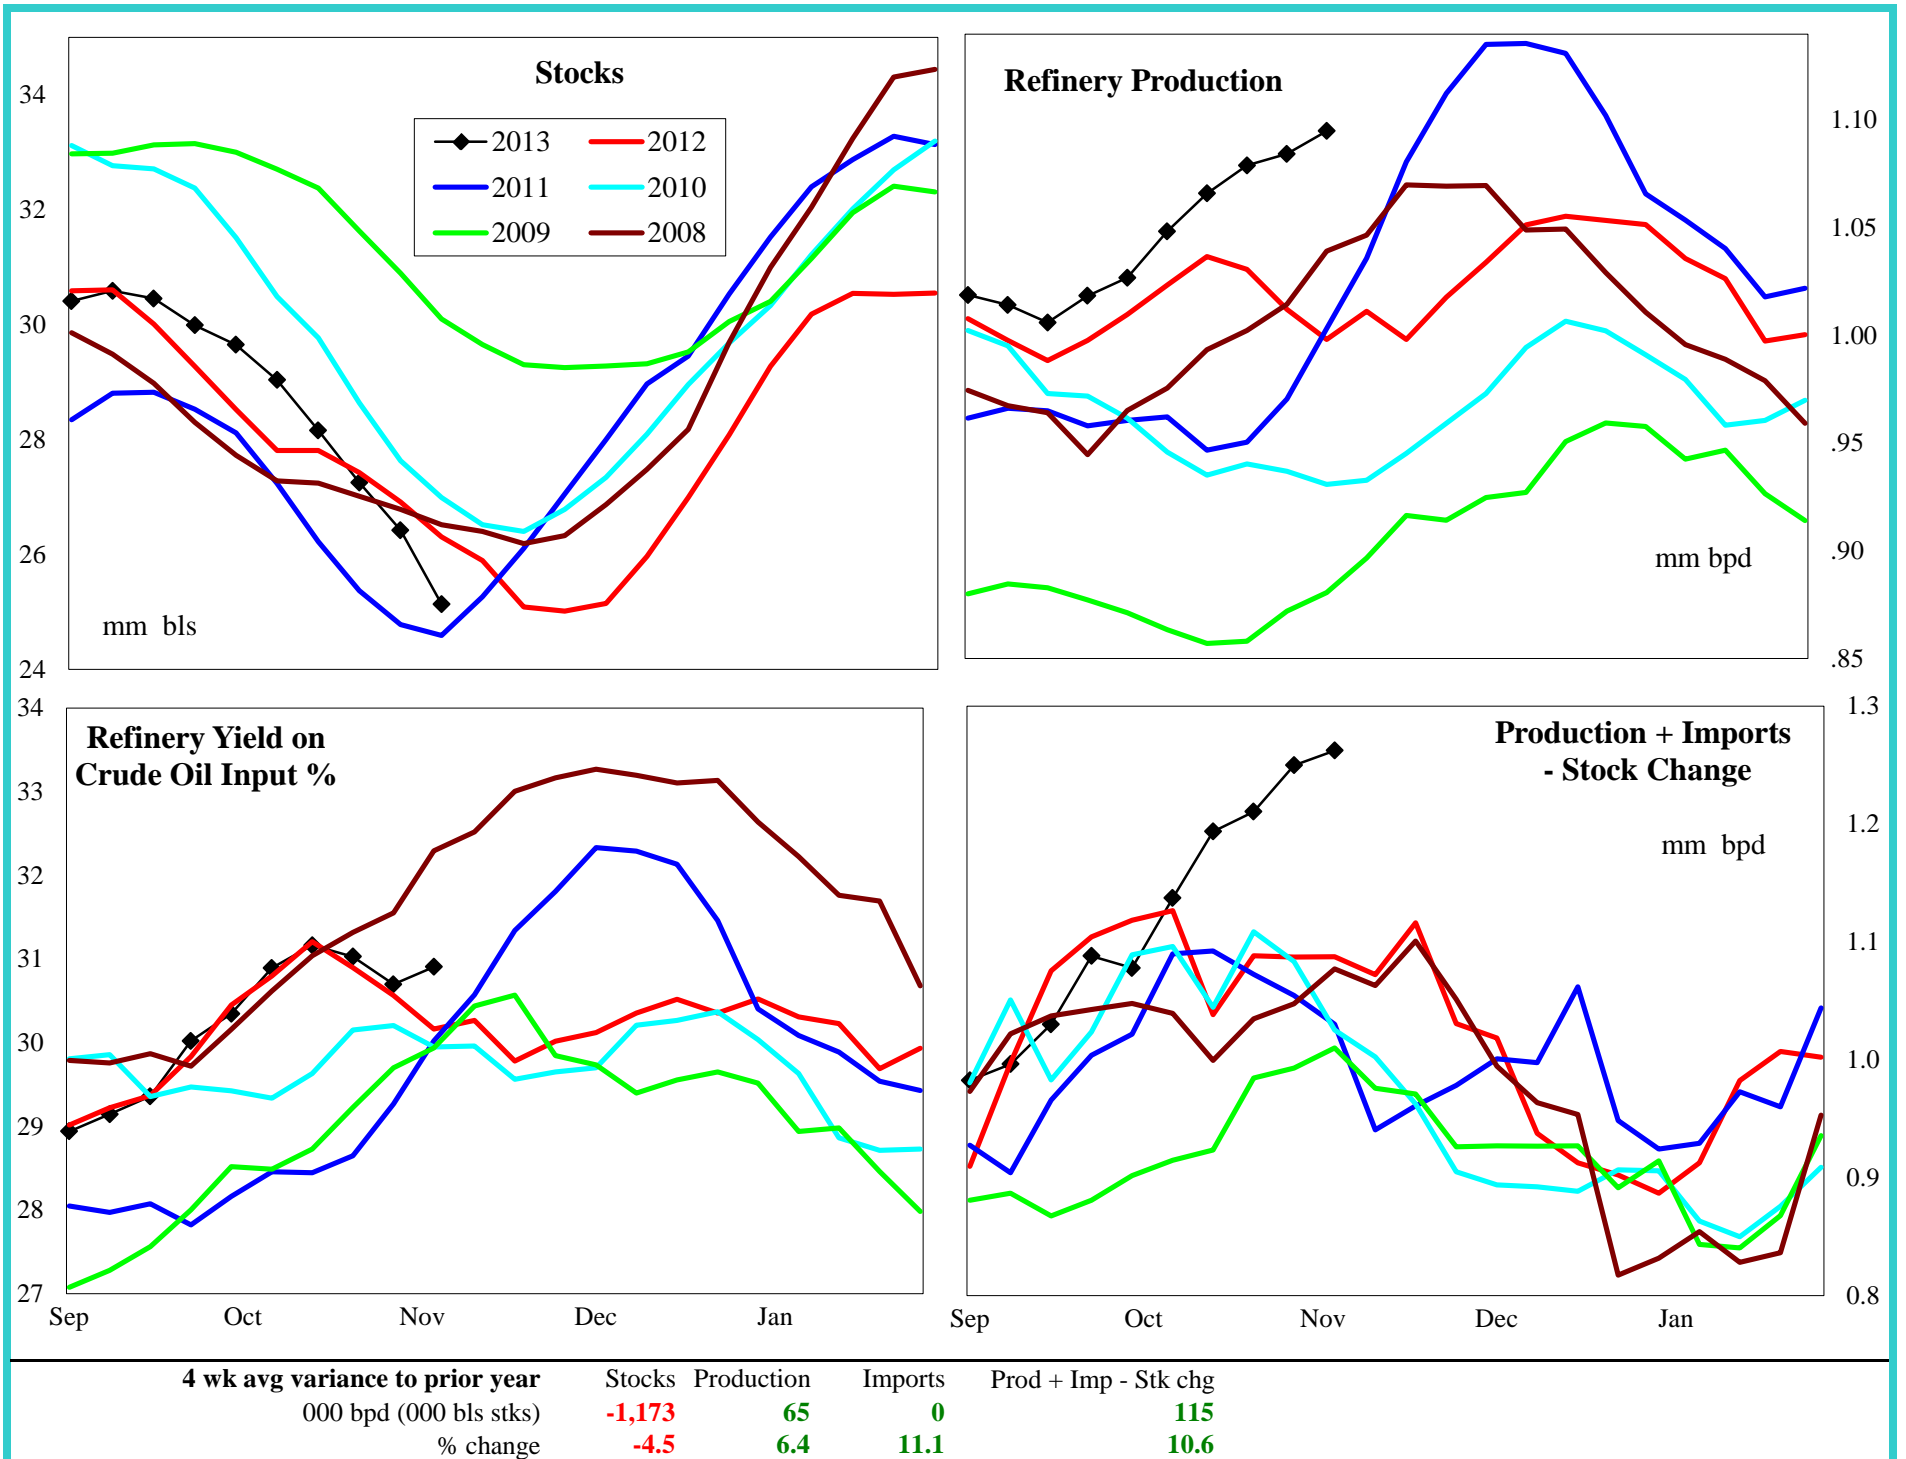 Stocks
2013 2012
2011 2010
2009 2008
34
32
30
28
26
24
mm bls
Refinery Production
1.10
1.05
1.00
.95
.90
.85
mm bpd
Refinery Yield on
Crude Oil Input %
34
33
32
31
30
29
28
27
Sep Oct Nov Dec Jan
Production + Imports
- Stock Change
mm bpd
1.3
1.2
1.1
1.0
0.9
0.8
Sep Oct Nov Dec Jan
4 wk avg variance to prior year Stocks Production Imports Prod + Imp - Stk chg
000 bpd (000 bls stks) -1,173 65 0 115
% change -4.5 6.4 11.1 10.6